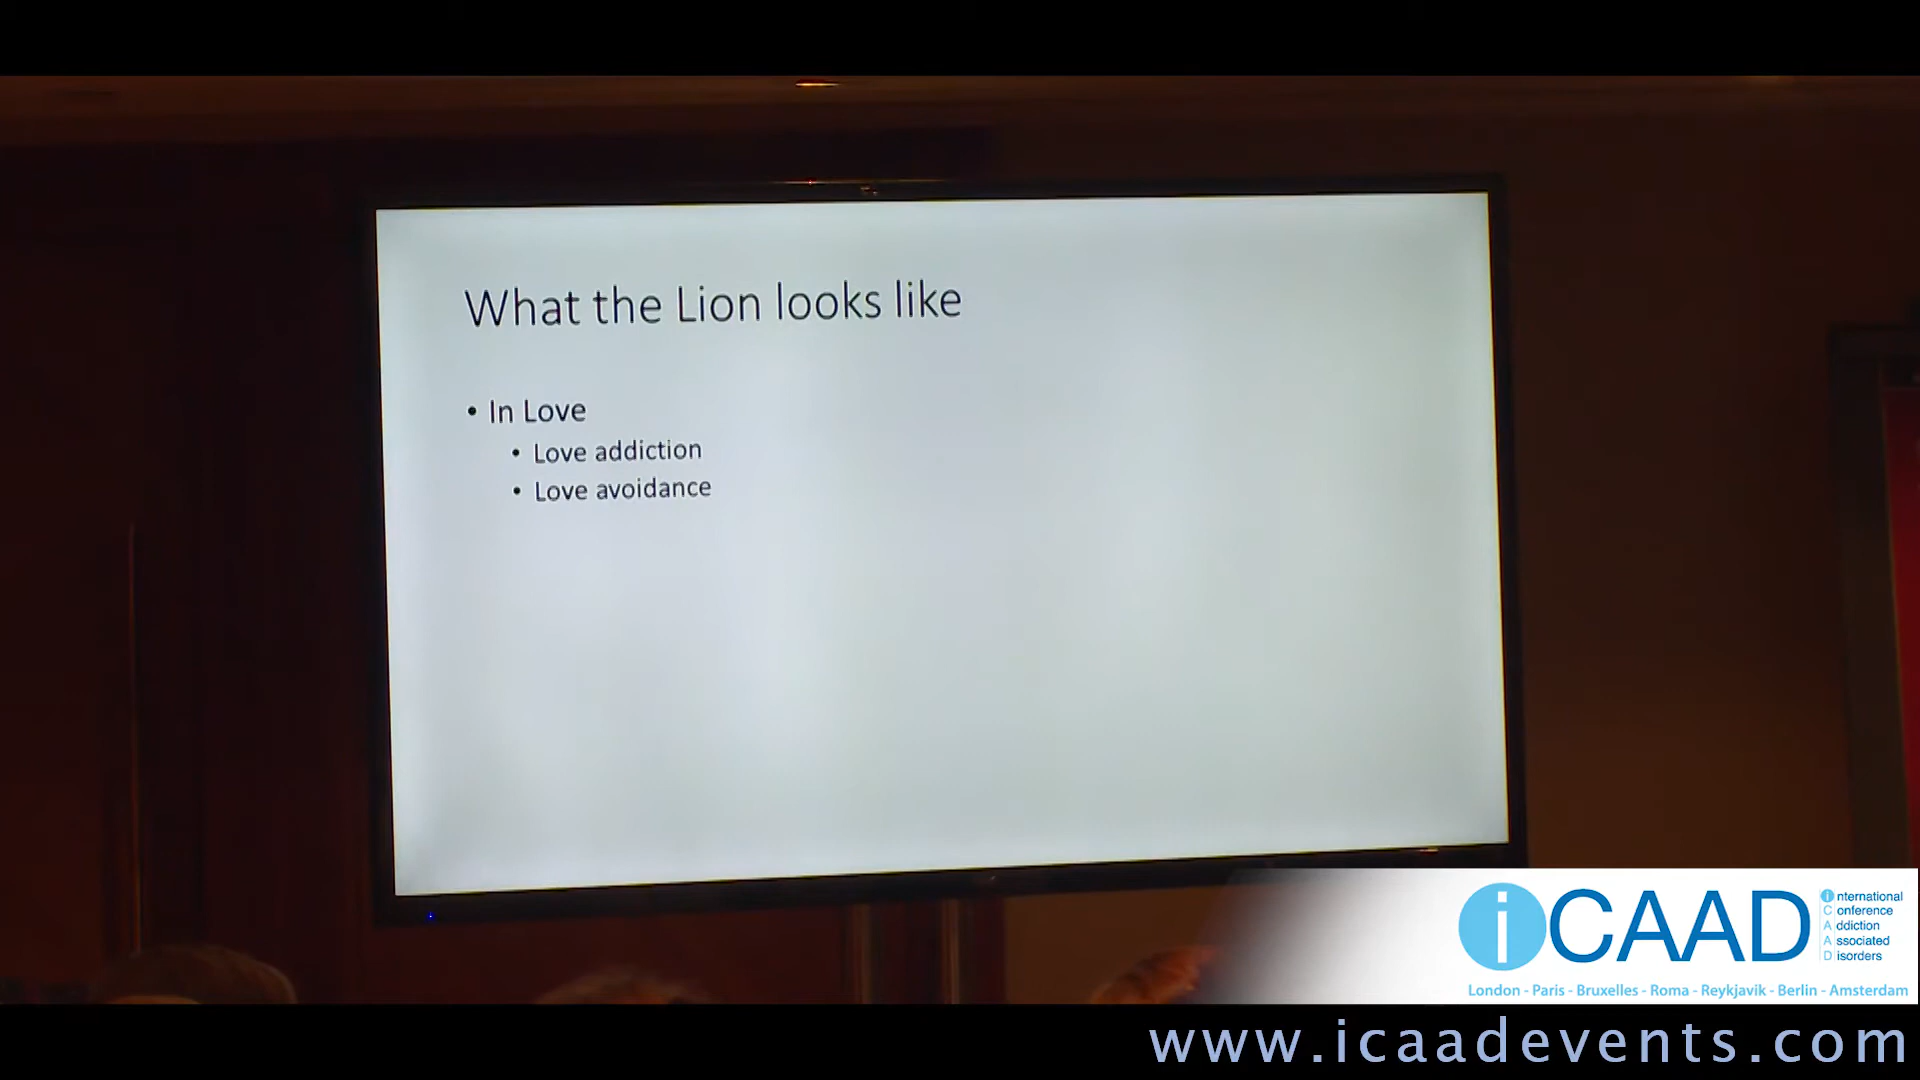 What the Lion looks like
• In Love
• Love addiction
• Love avoidance
iCAAD
international
Conference
Addiction
Associated
Disorders
London - Paris - Bruxelles - Roma - Reykjavik - Berlin - Amsterdam
www.icaadevents.com